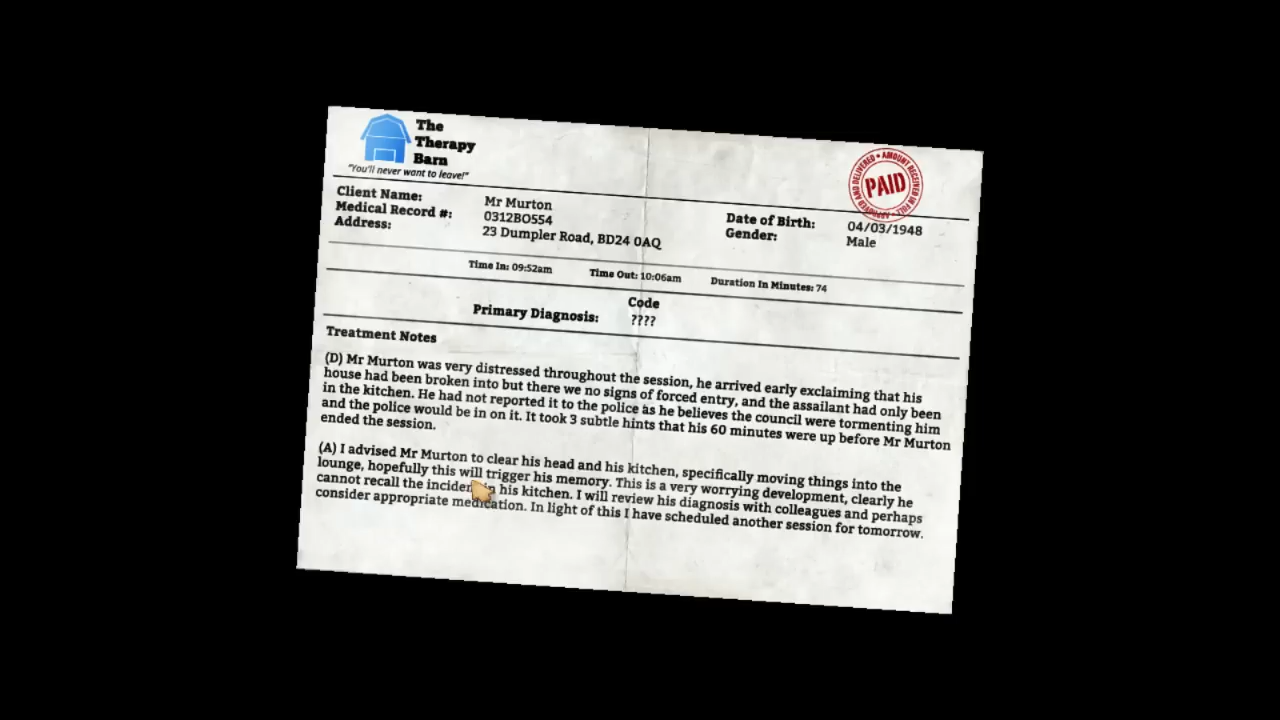 The
Therapy
Barn
"You'll never want to leave!"
PAID
Client Name: Mr Murton
Medical Record #: 0312BO554
Address: 23 Dumpler Road, BD24 0AQ
Date of Birth: 04/03/1948
Gender: Male
Time In: 09:52am Time Out: 10:06am Duration In Minutes: 74
Code
Primary Diagnosis: ????
Treatment Notes
(D) Mr Murton was very distressed throughout the session, he arrived early exclaiming that his
house had been broken into but there we no signs of forced entry, and the assailant had only been
in the kitchen. He had not reported it to the police as he believes the council were tormenting him
and the police would be in on it. It took 3 subtle hints that his 60 minutes were up before Mr Murton
ended the session.
(A) I advised Mr Murton to clear his head and his kitchen, specifically moving things into the
lounge, hopefully this will trigger his memory. This is a very worrying development, clearly he
cannot recall the incident in his kitchen. I will review his diagnosis with colleagues and perhaps
consider appropriate medication. In light of this I have scheduled another session for tomorrow.